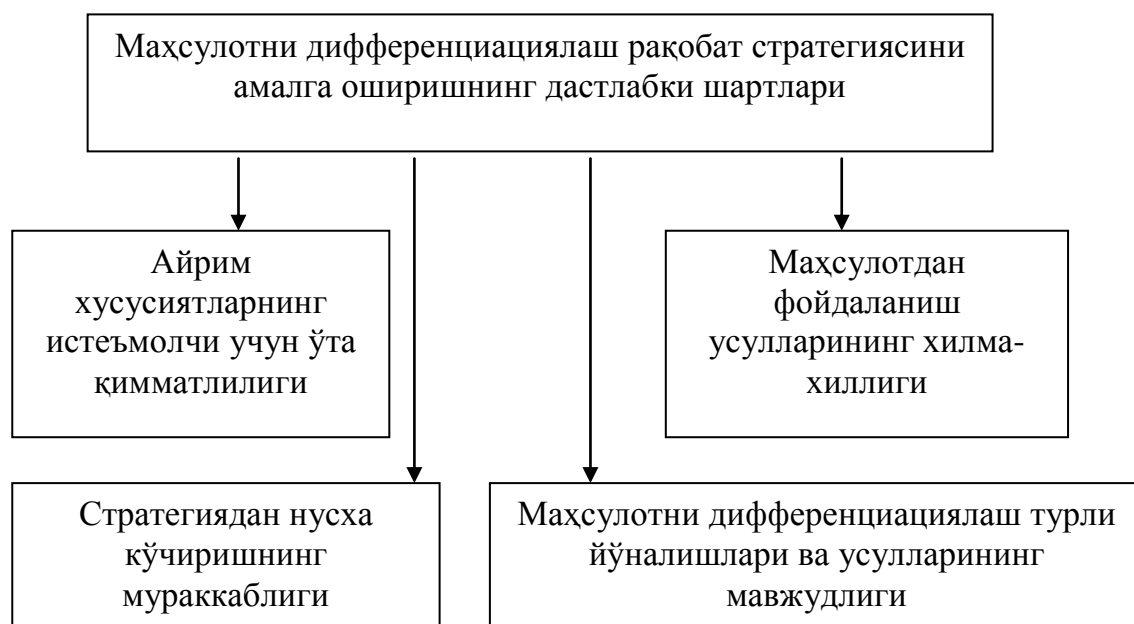 Маҳсулотни дифференциациялаш рақобат стратегиясини
амалга оширишнинг дастлабки шартлари
Айрим
хусусиятларнинг
истеъмолчи учун ўта
қимматлилиги
Маҳсулотдан
фойдаланиш
усулларининг хилма-
хиллиги
Стратегиядан нусха
кўчиришнинг
мураккаблиги
Маҳсулотни дифференциациялаш турли
йўналишлари ва усулларининг
мавжудлиги